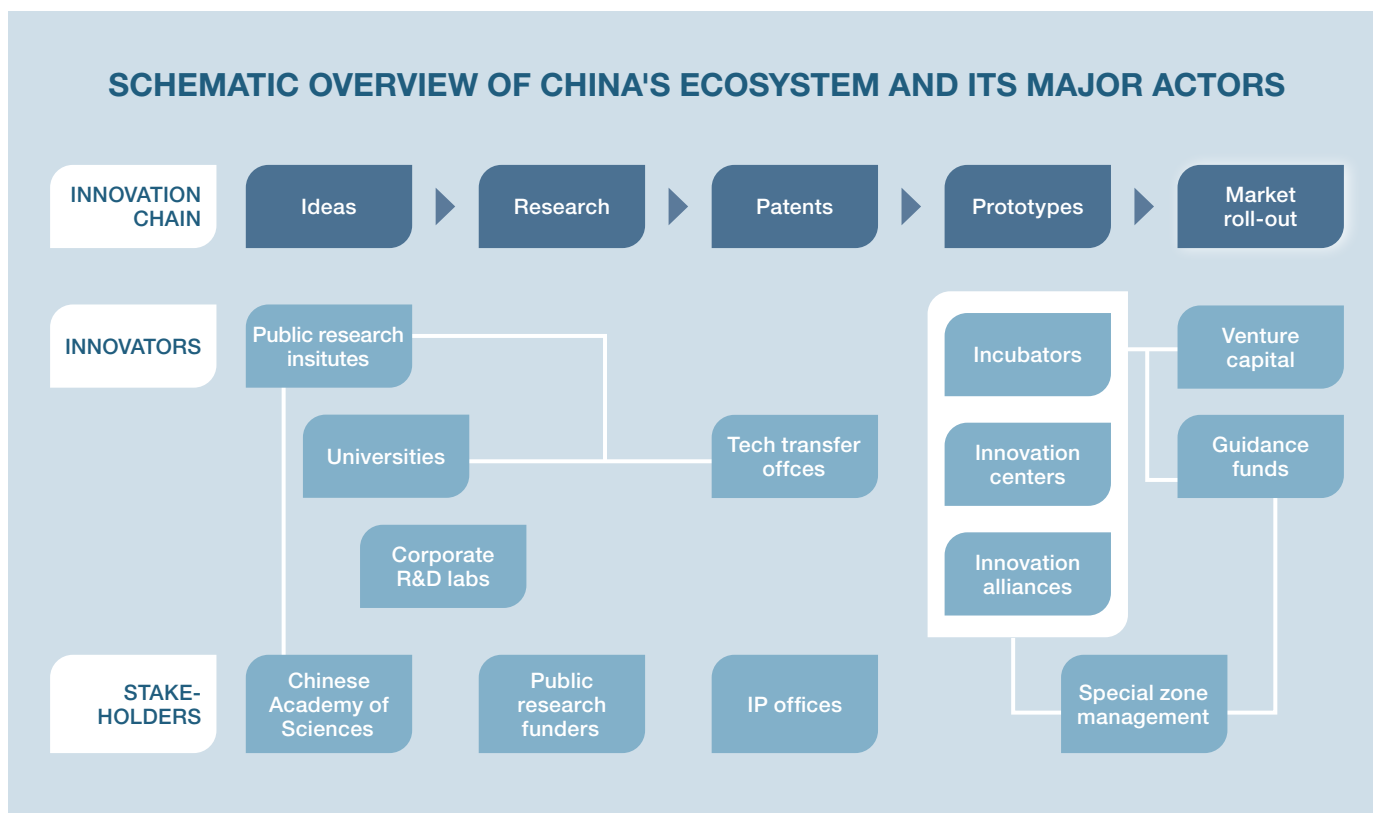 SCHEMATIC OVERVIEW OF CHINA'S ECOSYSTEM AND ITS MAJOR ACTORS
INNOVATION
CHAIN
Ideas
Research
Patents
Prototypes
Market
roll-out
INNOVATORS
Public research
insitutes
Universities
Corporate
R&D labs
Tech transfer
offces
Incubators
Innovation
centers
Innovation
alliances
Venture
capital
Guidance
funds
STAKE-
HOLDERS
Chinese
Academy of
Sciences
Public
research
funders
IP offices
Special zone
management